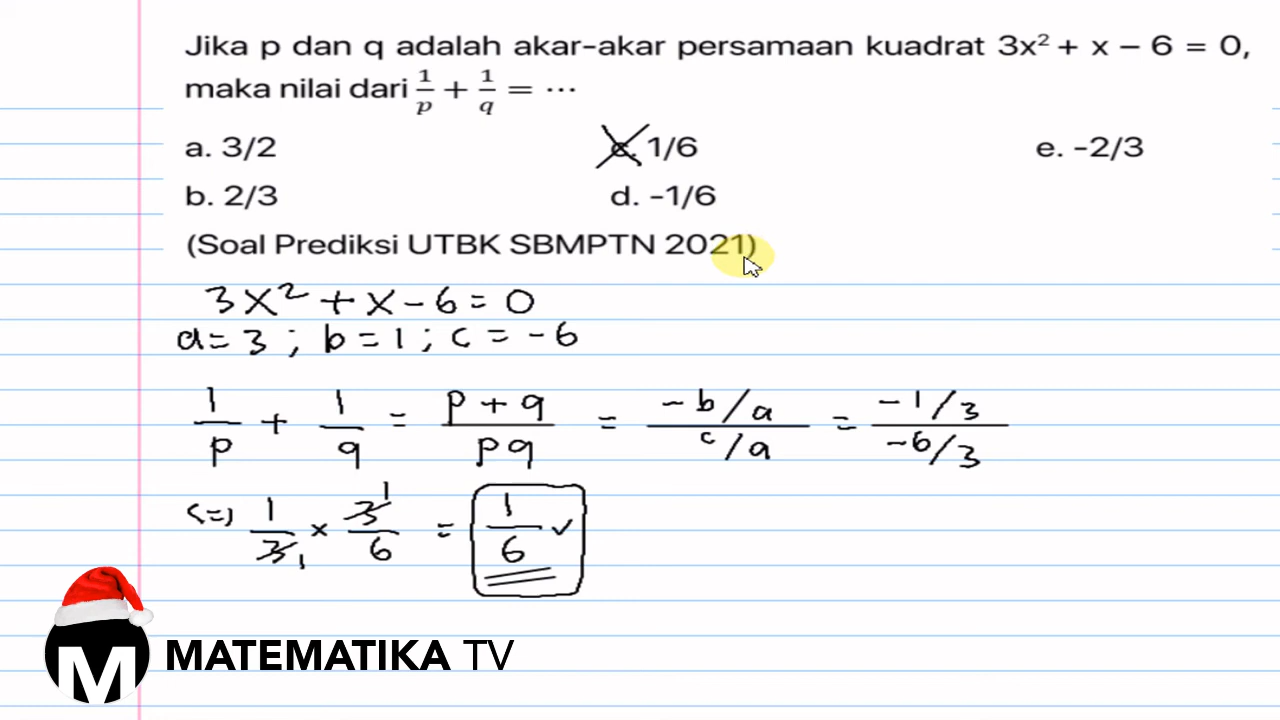 Jika p dan q adalah akar-akar persamaan kuadrat 3x² + x − 6 = 0,
maka nilai dari 1/p + 1/q = ⋯
a. 3/2 c. 1/6 e. -2/3
b. 2/3 d. -1/6
(Soal Prediksi UTBK SBMPTN 2021)
3x² + x − 6 = 0
a = 3 ; b = 1 ; c = -6
1/p + 1/q = p + q / pq = -b/a / c/a = -1/3 / -6/3
<=> 1/3 1 × 3 1/6 = 1/6 ✓
M MATEMATIKA TV